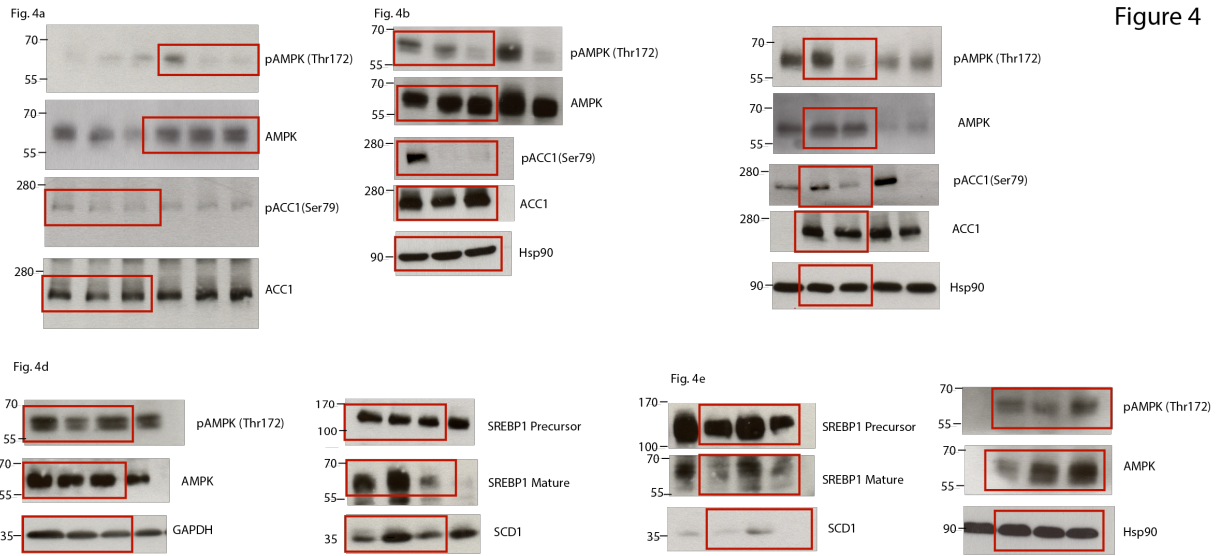 Figure 4
Fig. 4a
70
55
pAMPK (Thr172)
70
55
AMPK
280
pACC1(Ser79)
280
ACC1
Fig. 4b
70
55
pAMPK (Thr172)
70
55
AMPK
280
pACC1(Ser79)
280
ACC1
90
Hsp90
70
55
pAMPK (Thr172)
70
55
AMPK
280
pACC1(Ser79)
280
ACC1
90
Hsp90
Fig. 4d
70
55
pAMPK (Thr172)
70
55
AMPK
35
GAPDH
170
100
SREBP1 Precursor
70
55
SREBP1 Mature
35
SCD1
Fig. 4e
170
100
SREBP1 Precursor
70
55
SREBP1 Mature
35
SCD1
70
55
pAMPK (Thr172)
70
55
AMPK
90
Hsp90